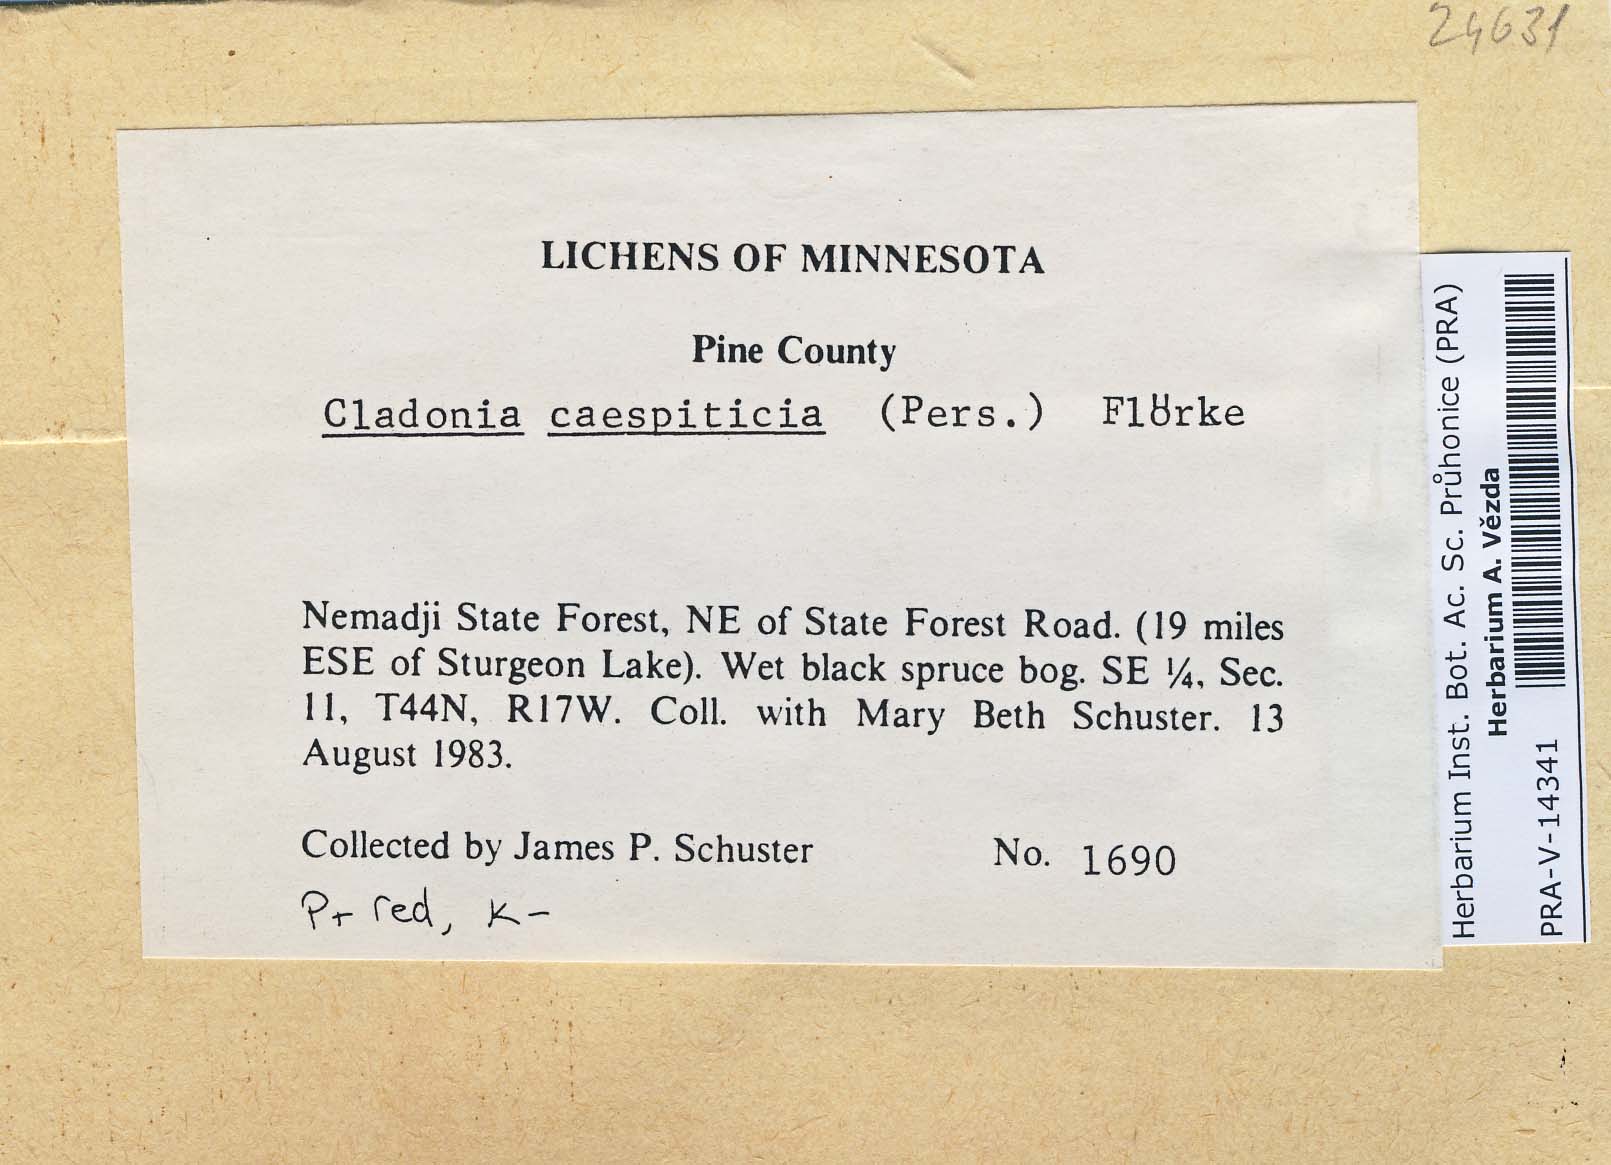 24631
LICHENS OF MINNESOTA
Pine County
Cladonia caespiticia (Pers.) Flörke
Nemadji State Forest, NE of State Forest Road. (19 miles
ESE of Sturgeon Lake). Wet black spruce bog. SE ¼, Sec.
11, T44N, R17W. Coll. with Mary Beth Schuster. 13
August 1983.
Collected by James P. Schuster No. 1690
P+ red, K-
Herbarium Inst. Bot. Ac. Sc. Průhonice (PRA)
Herbarium A. Vězda
PRA-V-14341